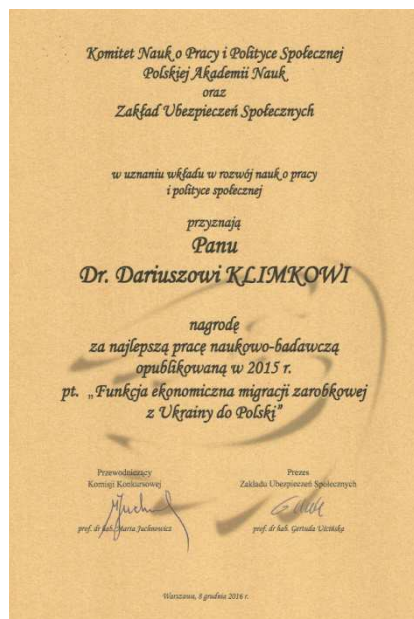 Komitet Nauk o Pracy i Polityce Społecznej
Polskiej Akademii Nauk
oraz
Zakład Ubezpieczeń Społecznych
w uznaniu wkładu w rozwój nauk o pracy
i polityce społecznej
przyznają
Panu
Dr. Dariuszowi KLIMKOWI
nagrodę
za najlepszą pracę naukowo-badawczą
opublikowaną w 2015 r.
pt. „Funkcja ekonomiczna migracji zarobkowej
z Ukrainy do Polski”
Przewodniczący
Komisji Konkursowej
prof. dr hab. Marta Juchnowicz
Prezes
Zakładu Ubezpieczeń Społecznych
prof. dr hab. Gertuda Uścińska
Warszawa, 8 grudnia 2016 r.